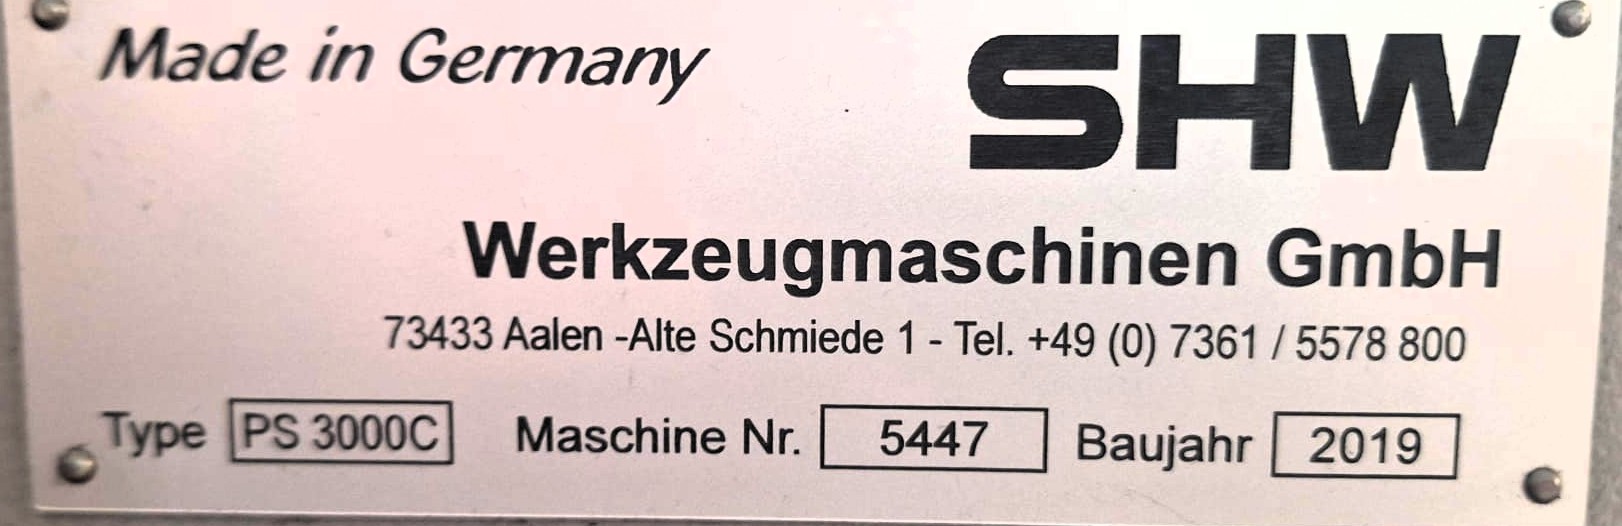 Made in Germany
SHW
Werkzeugmaschinen GmbH
73433 Aalen -Alte Schmiede 1 - Tel. +49 (0) 7361 / 5578 800
Type PS 3000C Maschine Nr. 5447 Baujahr 2019